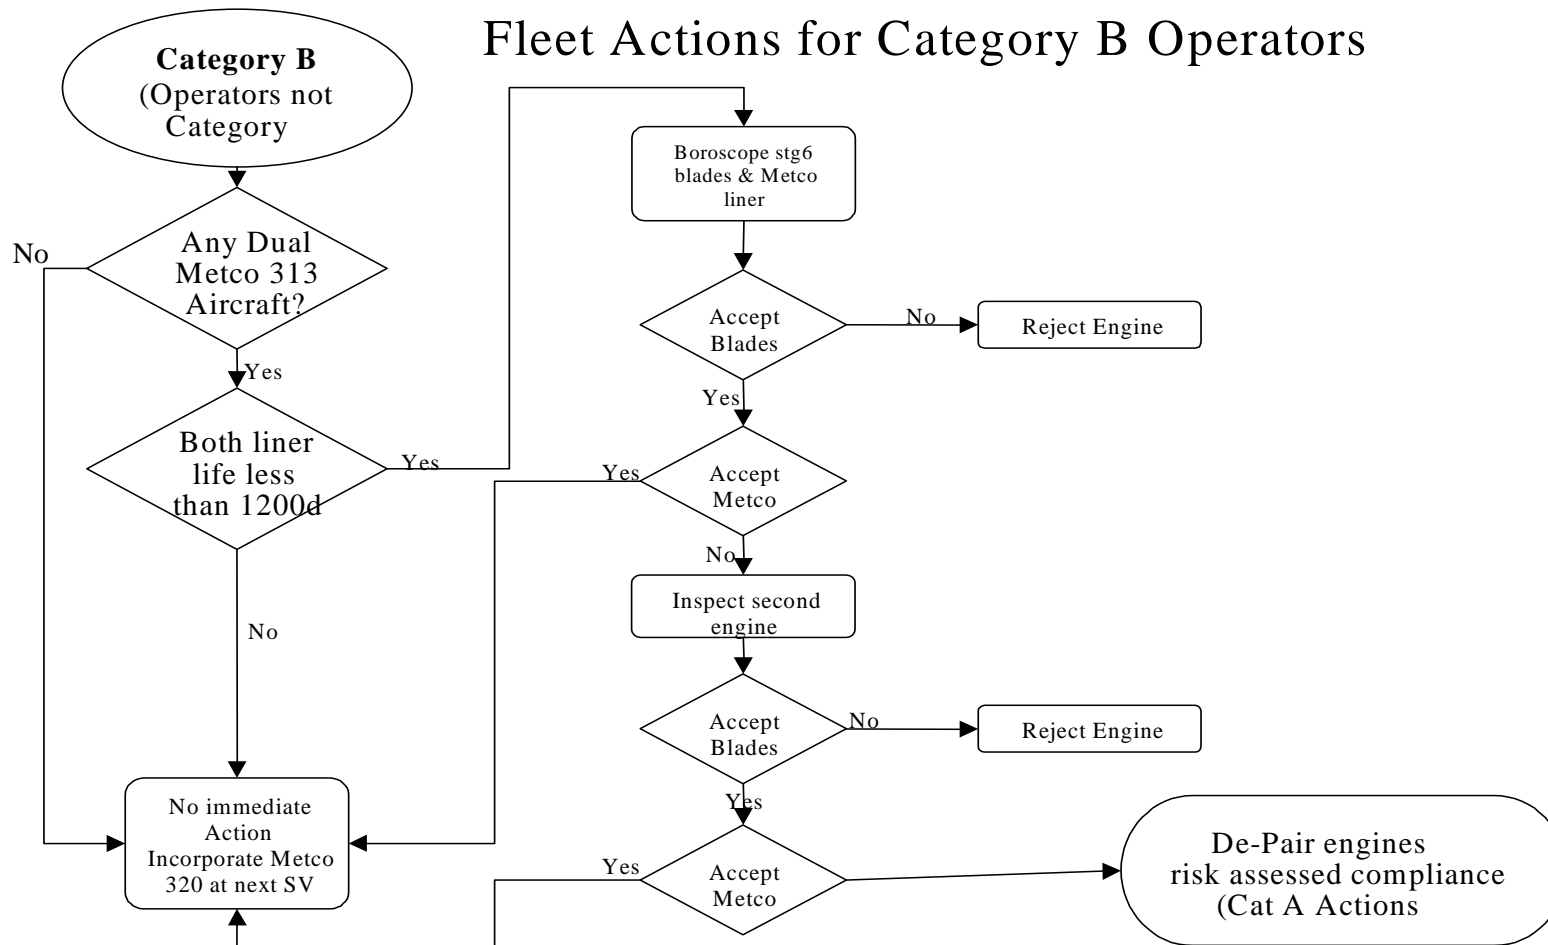 Fleet Actions for Category B Operators
Category B
(Operators not
Category
Any Dual
Metco 313
Aircraft?
No
Yes
Both liner
life less
than 1200d
Yes
No
No immediate
Action
Incorporate Metco
320 at next SV
Boroscope stg6
blades & Metco
liner
Accept
Blades
No
Reject Engine
Yes
Accept
Metco
Yes
No
Inspect second
engine
Accept
Blades
No
Reject Engine
Yes
Accept
Metco
Yes
De-Pair engines
risk assessed compliance
(Cat A Actions